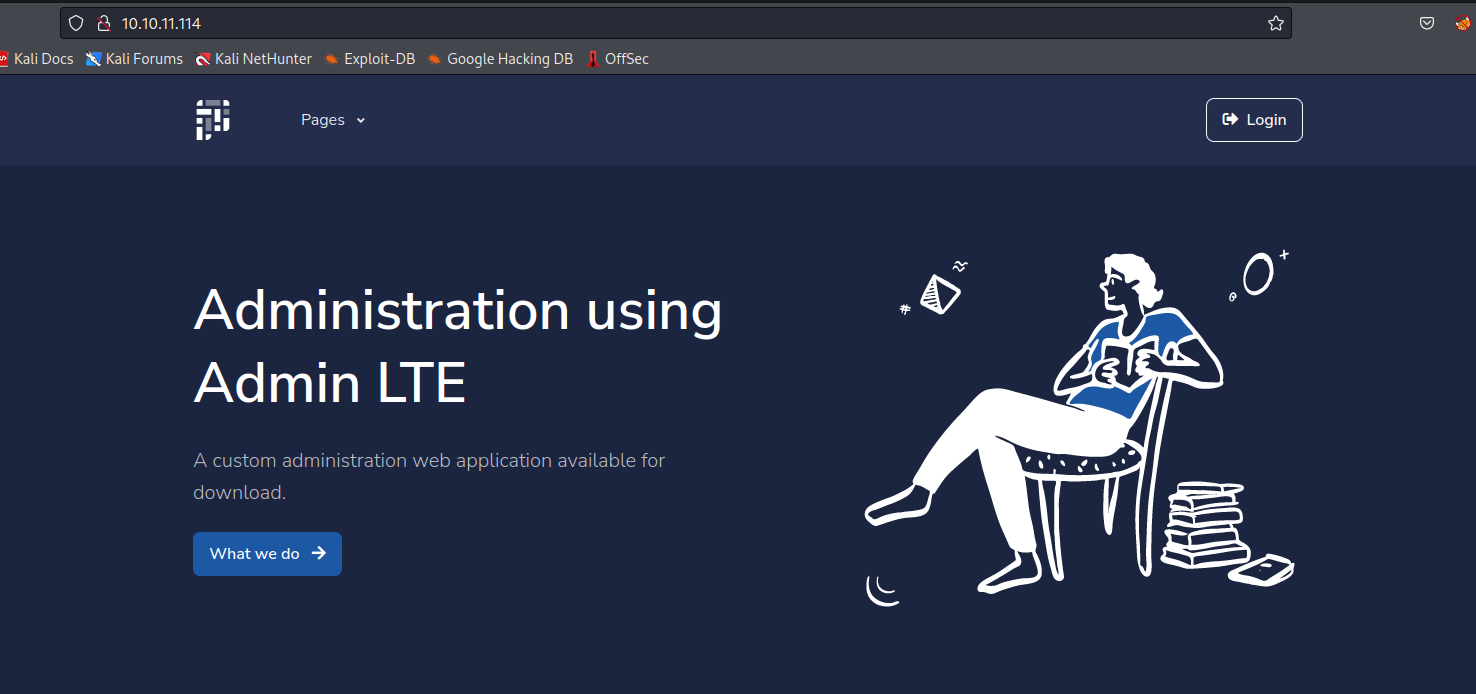 10.10.11.114
Kali Docs Kali Forums Kali NetHunter Exploit-DB Google Hacking DB OffSec
Pages Login
Administration using
Admin LTE
A custom administration web application available for
download.
What we do